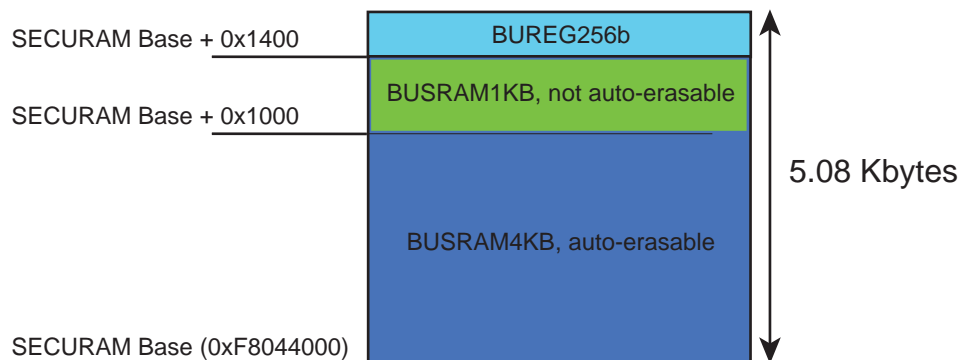 SECURAM Base + 0x1400
BUREG256b
BUSRAM1KB, not auto-erasable
SECURAM Base + 0x1000
5.08 Kbytes
BUSRAM4KB, auto-erasable
SECURAM Base (0xF8044000)